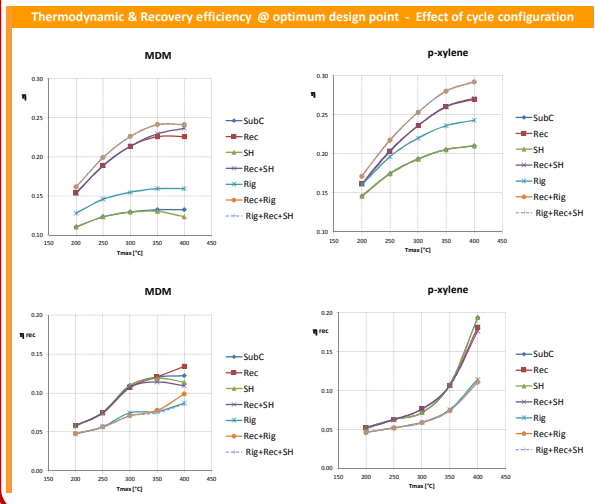 Thermodynamic & Recovery efficiency @ optimum design point - Effect of cycle configuration
MDM
η
0.30
0.25
0.20
0.15
0.10
150 200 250 300 350 400 450
Tmax [°C]
SubC
Rec
SH
Rec+SH
Rig
Rec+Rig
Rig+Rec+SH
p-xylene
η
0.30
0.25
0.20
0.15
0.10
150 200 250 300 350 400 450
Tmax [°C]
SubC
Rec
SH
Rec+SH
Rig
Rec+Rig
Rig+Rec+SH
MDM
η rec
0.20
0.15
0.10
0.05
0.00
150 200 250 300 350 400 450
Tmax [°C]
SubC
Rec
SH
Rec+SH
Rig
Rec+Rig
Rig+Rec+SH
p-xylene
η rec
0.20
0.15
0.10
0.05
0.00
150 200 250 300 350 400 450
Tmax [°C]
SubC
Rec
SH
Rec+SH
Rig
Rec+Rig
Rig+Rec+SH